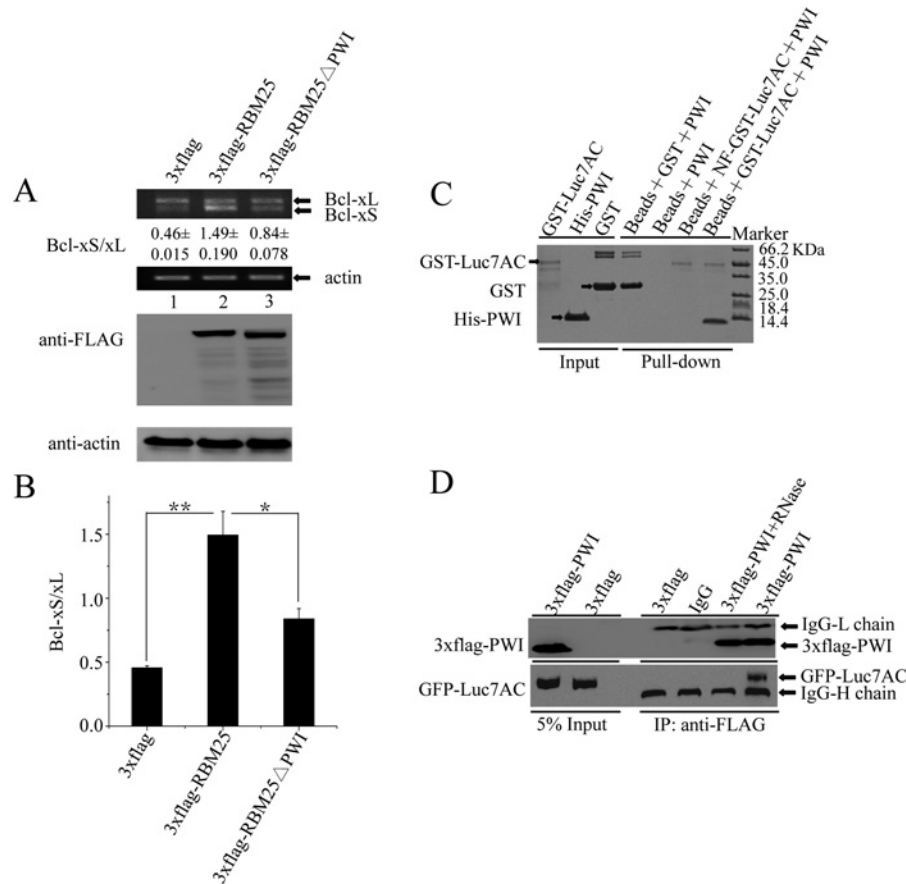 A
3xflag
3xflag-RBM25
3xflag-RBM25△PWI
Bcl-xL
Bcl-xS
Bcl-xS/xL
0.46± 1.49± 0.84±
0.015 0.190 0.078
actin
1 2 3
anti-FLAG
anti-actin
B
** *
Bcl-xS/xL
1.5
1.0
0.5
0.0
3xflag
3xflag-RBM25
3xflag-RBM25△PWI
C
GST-Luc7AC
His-PWI
GST
Beads+GST+PWI
Beads+PWI
Beads+NF-GST-Luc7AC+PWI
Beads+GST-Luc7AC+PWI
Marker
66.2 KDa
45.0
35.0
25.0
18.4
14.4
GST-Luc7AC
GST
His-PWI
Input Pull-down
D
3xflag-PWI
3xflag
3xflag
IgG
3xflag-PWI+RNase
3xflag-PWI
IgG-L chain
3xflag-PWI 3xflag-PWI
GFP-Luc7AC GFP-Luc7AC
IgG-H chain
5% Input IP: anti-FLAG